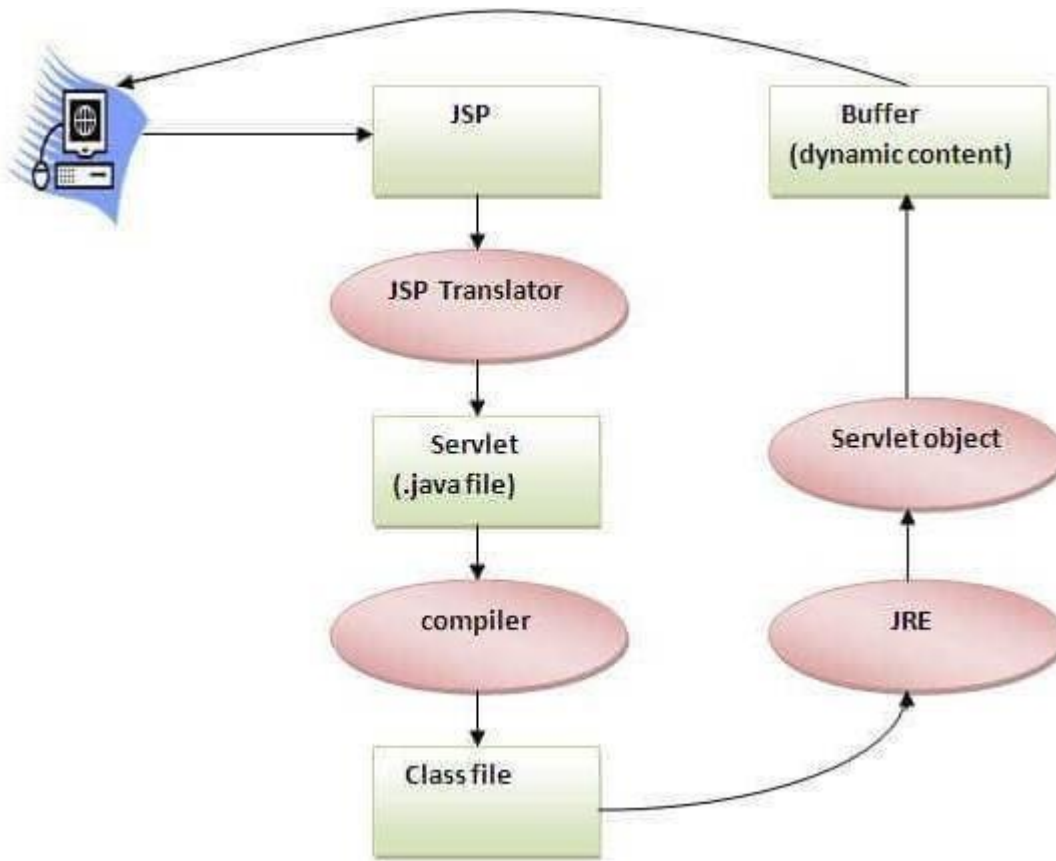 JSP
JSP Translator
Servlet
(.java file)
compiler
Class file
JRE
Servlet object
Buffer
(dynamic content)